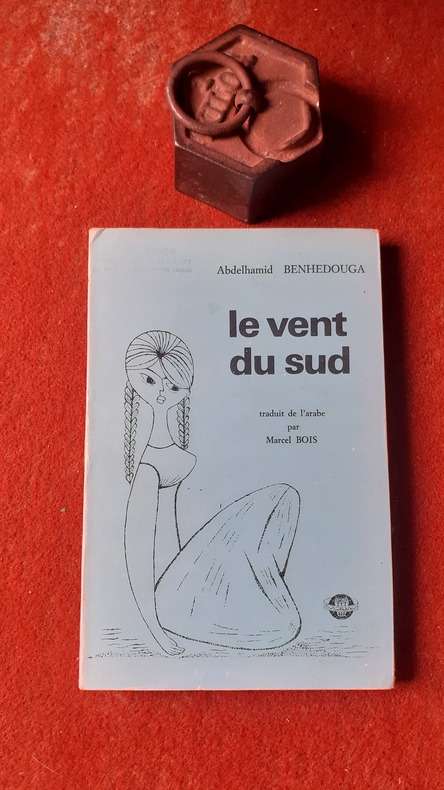 Abdelhamid BENHEDOUGA
le vent
du sud
traduit de l'arabe
par
Marcel BOIS